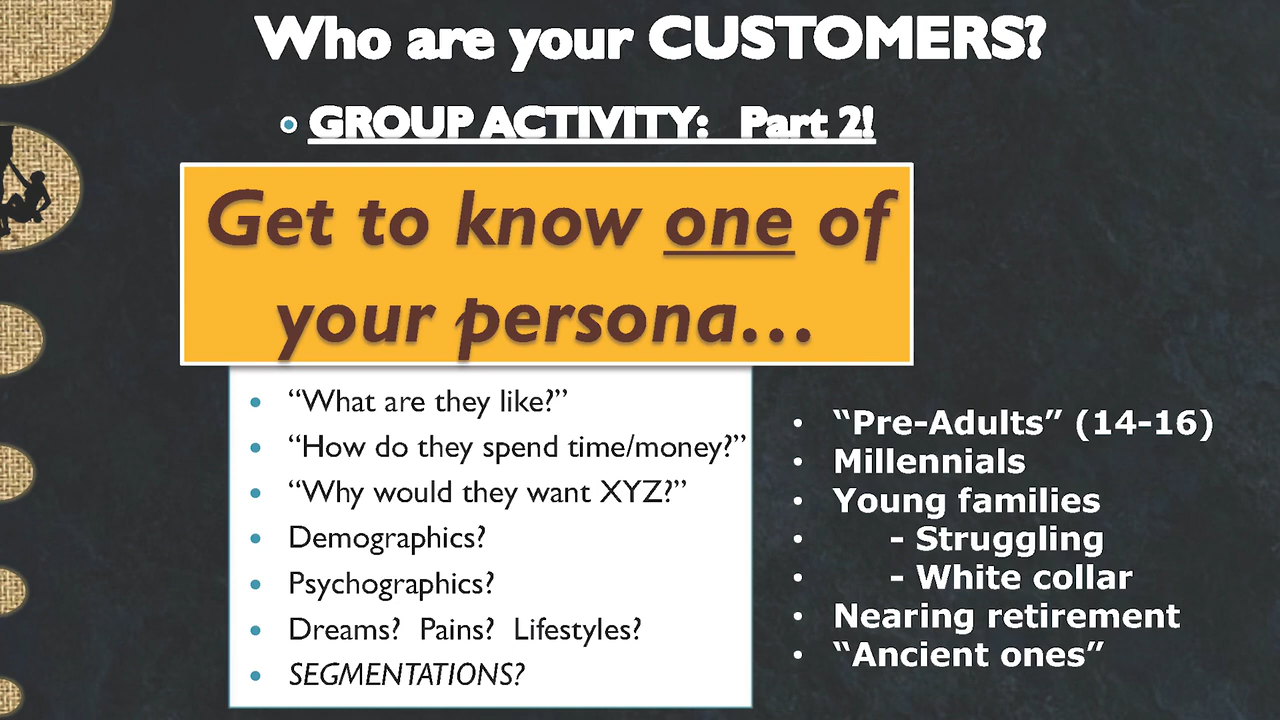 Who are your CUSTOMERS?
GROUP ACTIVITY: Part 2!
Get to know one of
your persona...
• “What are they like?”
• “How do they spend time/money?”
• “Why would they want XYZ?”
• Demographics?
• Psychographics?
• Dreams? Pains? Lifestyles?
• SEGMENTATIONS?
• “Pre-Adults” (14-16)
• Millennials
• Young families
• - Struggling
• - White collar
• Nearing retirement
• “Ancient ones”